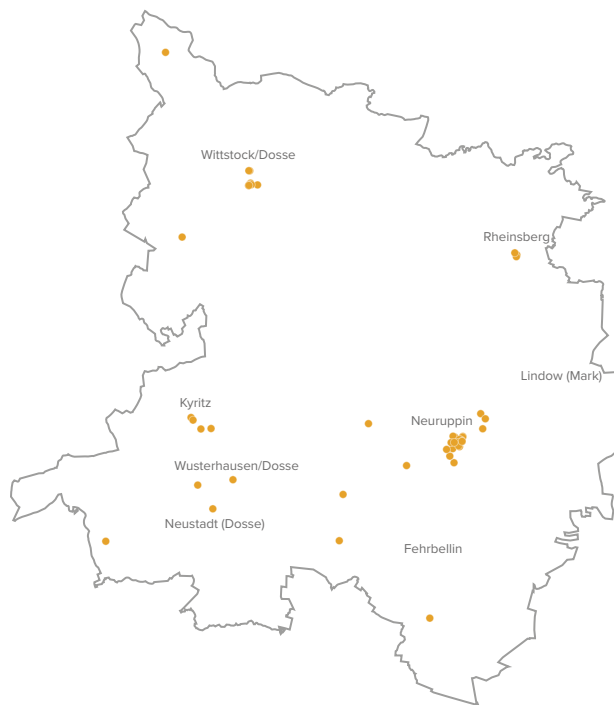 Wittstock/Dosse
Rheinsberg
Lindow (Mark)
Kyritz
Neuruppin
Wusterhausen/Dosse
Neustadt (Dosse)
Fehrbellin